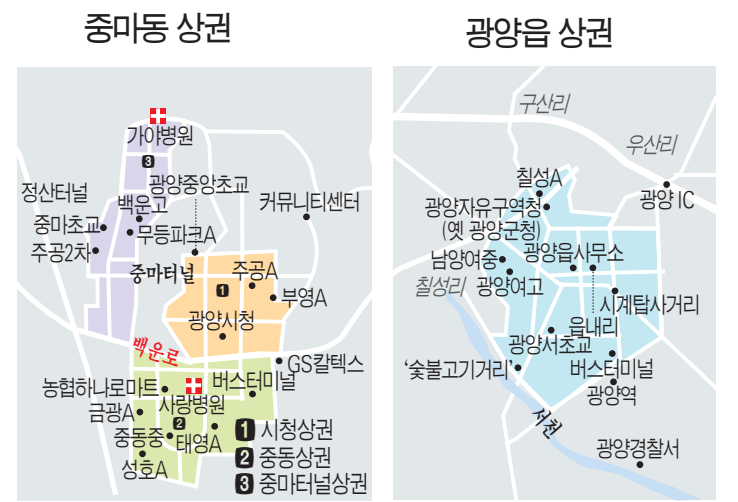 중마동 상권
가야병원
3
광양중앙초교
정산터널
백운고
커뮤니티센터
중마초교
무등파크A
주공2차
중마터널
주공A
1
부영A
광양시청
백운로
GS칼텍스
농협하나로마트
버스터미널
사랑병원
금광A
2
중동중
태영A
성호A
1 시청상권
2 중동상권
3 중마터널상권
광양읍 상권
구산리
우산리
칠성A
광양 IC
광양자유구역청
(옛 광양군청)
남양여중
광양읍사무소
칠성리
광양여고
시계탑사거리
읍내리
광양서초교
'숯불고기거리'
버스터미널
광양역
서천
광양경찰서